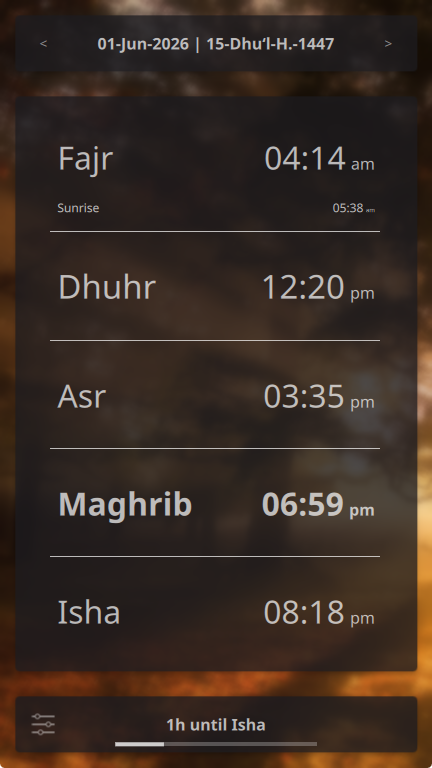 < 01-Jun-2026 | 15-Dhuʻl-H.-1447 >
Fajr 04:14 am
Sunrise 05:38 am
Dhuhr 12:20 pm
Asr 03:35 pm
Maghrib 06:59 pm
Isha 08:18 pm
1h until Isha